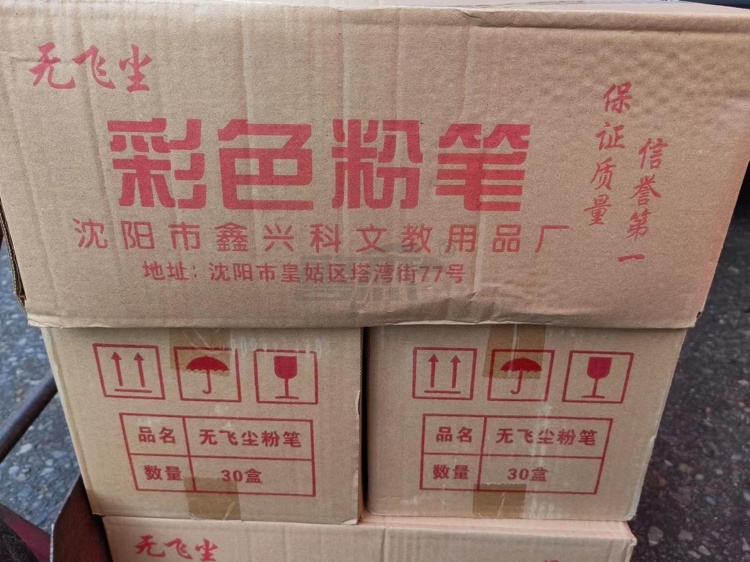 无飞尘
彩色粉笔
保证质量
信誉第一
沈阳市鑫兴科文教用品厂
地址：沈阳市皇姑区塔湾街77号
品名 无飞尘粉笔
数量 30盒
品名 无飞尘粉笔
数量 30盒
无飞尘